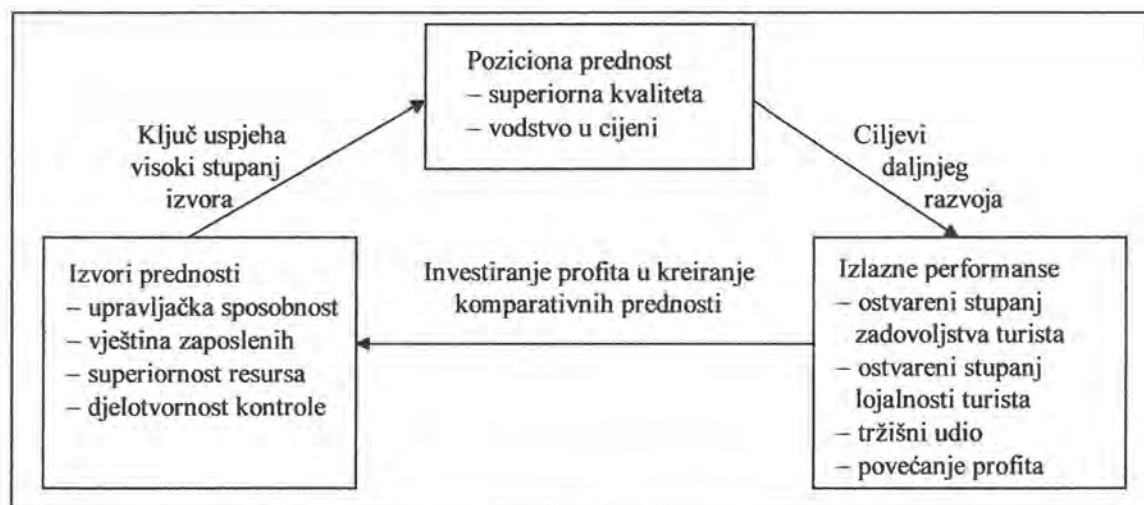 Poziciona prednost
– superiorna kvaliteta
– vodstvo u cijeni
Ključ uspjeha
visoki stupanj
izvora
Ciljevi
daljnjeg
razvoja
Izvori prednosti
– upravljačka sposobnost
– vještina zaposlenih
– superiornost resursa
– djelotvornost kontrole
Investiranje profita u kreiranje
komparativnih prednosti
Izlazne performanse
– ostvareni stupanj
zadovoljstva turista
– ostvareni stupanj
lojalnosti turista
– tržišni udio
– povećanje profita